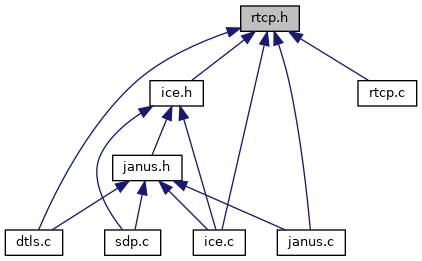 rtcp.h
ice.h
rtcp.c
janus.h
dtls.c
sdp.c
ice.c
janus.c